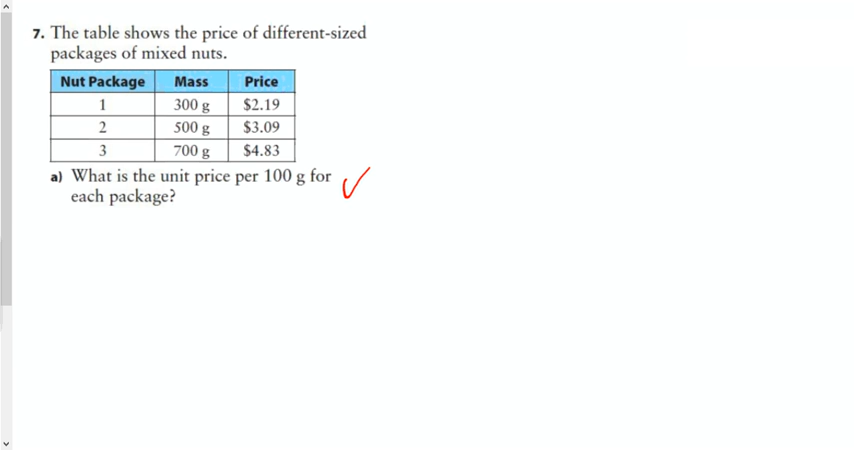 7. The table shows the price of different-sized
packages of mixed nuts.
Nut Package Mass Price
1 300 g $2.19
2 500 g $3.09
3 700 g $4.83
a) What is the unit price per 100 g for
each package?